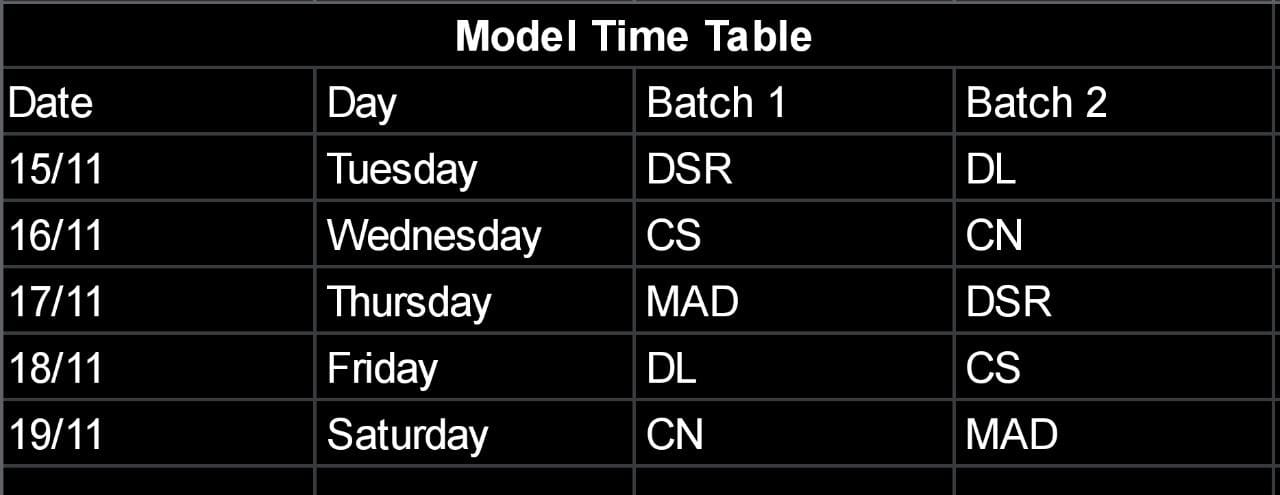 Model Time Table
Date Day Batch 1 Batch 2
15/11 Tuesday DSR DL
16/11 Wednesday CS CN
17/11 Thursday MAD DSR
18/11 Friday DL CS
19/11 Saturday CN MAD